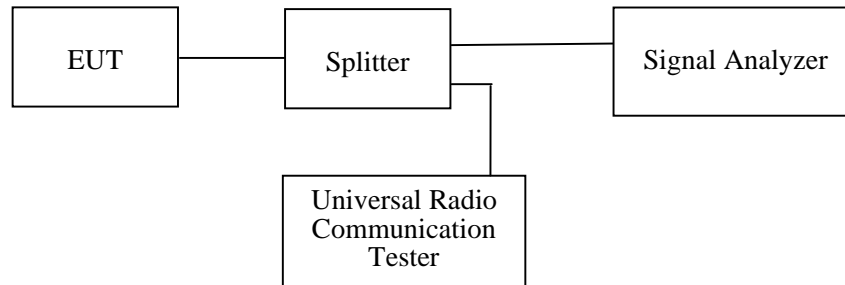 EUT
Splitter
Signal Analyzer
Universal Radio
Communication
Tester